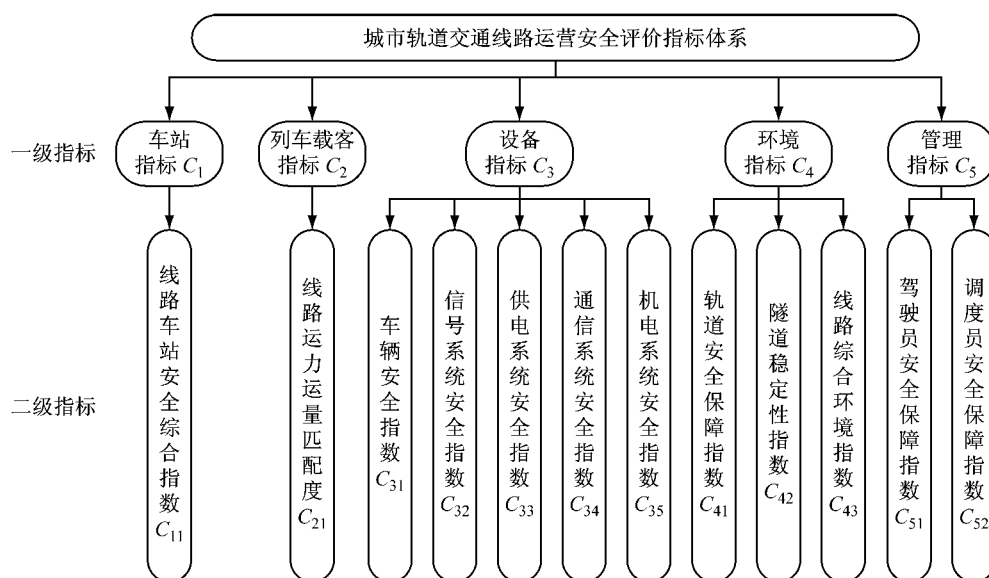 城市轨道交通线路运营安全评价指标体系
一级指标
车站
指标 C1
列车载客
指标 C2
设备
指标 C3
环境
指标 C4
管理
指标 C5
二级指标
线路车站安全综合指数 C11
线路运力运量匹配度 C21
车辆安全指数 C31
信号系统安全指数 C32
供电系统安全指数 C33
通信系统安全指数 C34
机电系统安全指数 C35
轨道安全保障指数 C41
隧道稳定性指数 C42
线路综合环境指数 C43
驾驶员安全保障指数 C51
调度员安全保障指数 C52